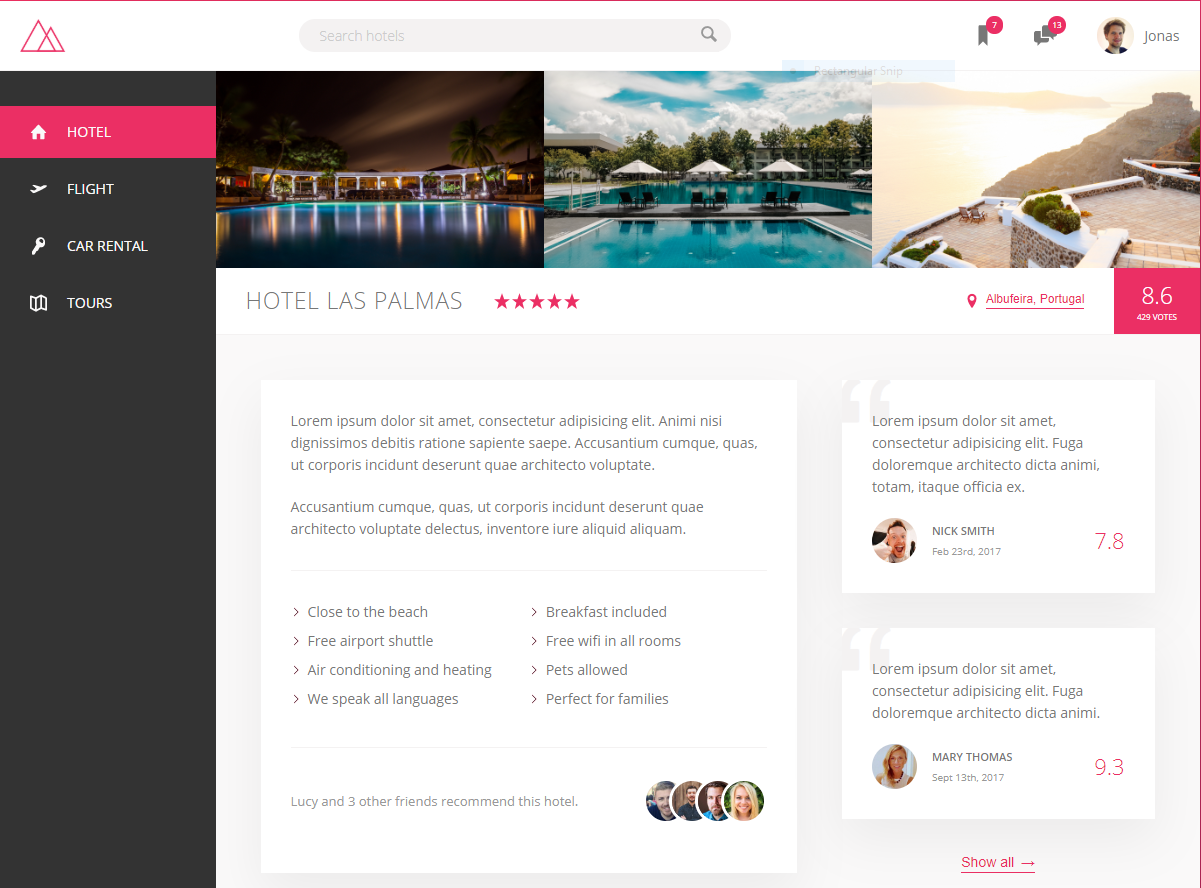 Search hotels
7
13
Jonas
Rectangular Snip
HOTEL
FLIGHT
CAR RENTAL
TOURS
HOTEL LAS PALMAS
Albufeira, Portugal
8.6
429 VOTES
Lorem ipsum dolor sit amet, consectetur adipisicing elit. Animi nisi
dignissimos debitis ratione sapiente saepe. Accusantium cumque, quas,
ut corporis incidunt deserunt quae architecto voluptate.
Accusantium cumque, quas, ut corporis incidunt deserunt quae
architecto voluptate delectus, inventore iure aliquid aliquam.
Close to the beach
Free airport shuttle
Air conditioning and heating
We speak all languages
Breakfast included
Free wifi in all rooms
Pets allowed
Perfect for families
Lucy and 3 other friends recommend this hotel.
“
Lorem ipsum dolor sit amet,
consectetur adipisicing elit. Fuga
doloremque architecto dicta animi,
totam, itaque officia ex.
NICK SMITH
Feb 23rd, 2017
7.8
“
Lorem ipsum dolor sit amet,
consectetur adipisicing elit. Fuga
doloremque architecto dicta animi.
MARY THOMAS
Sept 13th, 2017
9.3
Show all →